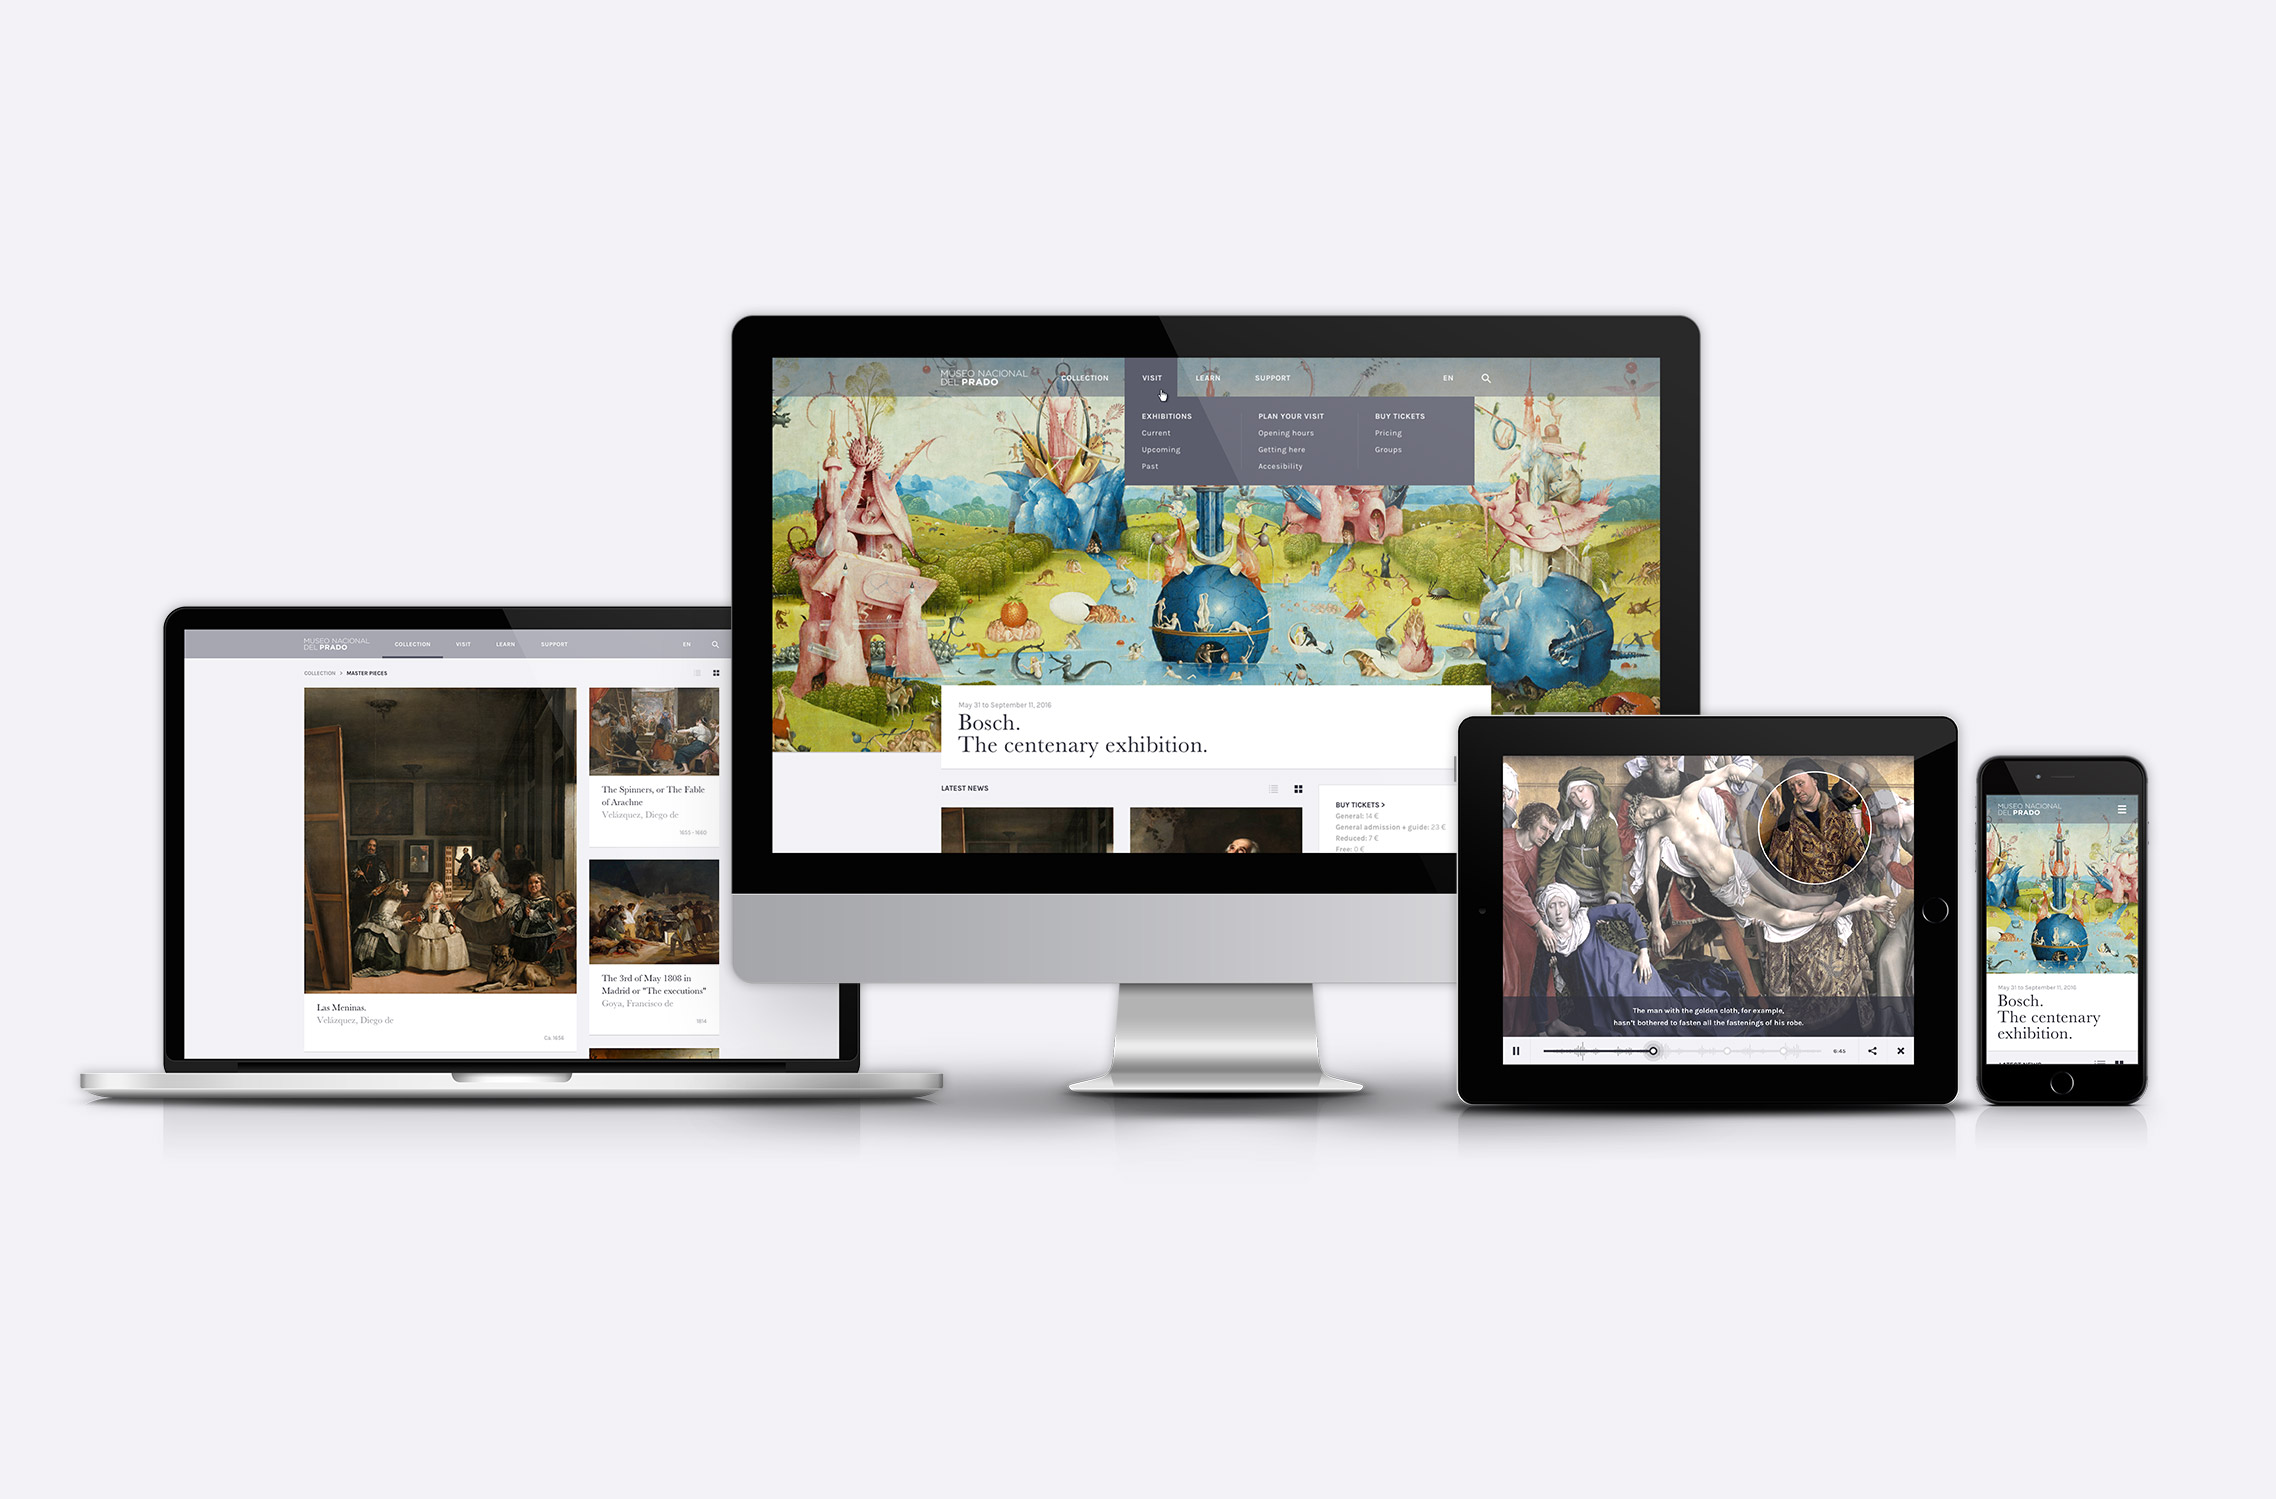 MUSEO NACIONAL
DEL PRADO
COLLECTION
VISIT
LEARN
SUPPORT
EN
COLLECTION > MASTER PIECES
Las Meninas.
Velázquez, Diego de
Ca. 1656
The Spinners, or The Fable
of Arachne
Velázquez, Diego de
1655 - 1660
The 3rd of May 1808 in
Madrid or "The executions"
Goya, Francisco de
1814
MUSEO NACIONAL
DEL PRADO
COLLECTION
VISIT
LEARN
SUPPORT
EN
EXHIBITIONS
Current
Upcoming
Past
PLAN YOUR VISIT
Opening hours
Getting here
Accesibility
BUY TICKETS
Pricing
Groups
May 31 to September 11, 2016
Bosch.
The centenary exhibition.
LATEST NEWS
BUY TICKETS >
General: 14 €
General admission + guide: 23 €
Reduced: 7 €
Free: 0 €
The man with the golden cloth, for example,
hasn't bothered to fasten all the fastenings of his robe.
6:45
MUSEO NACIONAL
DEL PRADO
May 31 to September 11, 2016
Bosch.
The centenary
exhibition.
LATEST NEWS